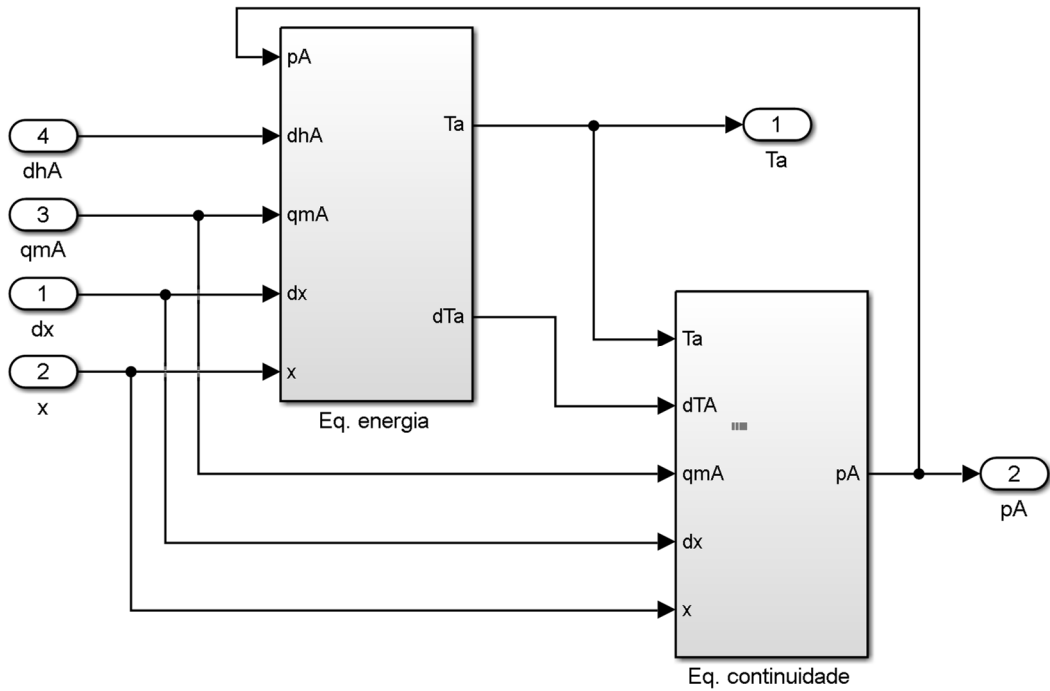 pA
4
dhA
dhA
Ta
1
Ta
3
qmA
qmA
1
dx
dx
dTa
2
x
x
Eq. energia
Ta
dTA
qmA
pA
2
pA
dx
x
Eq. continuidade